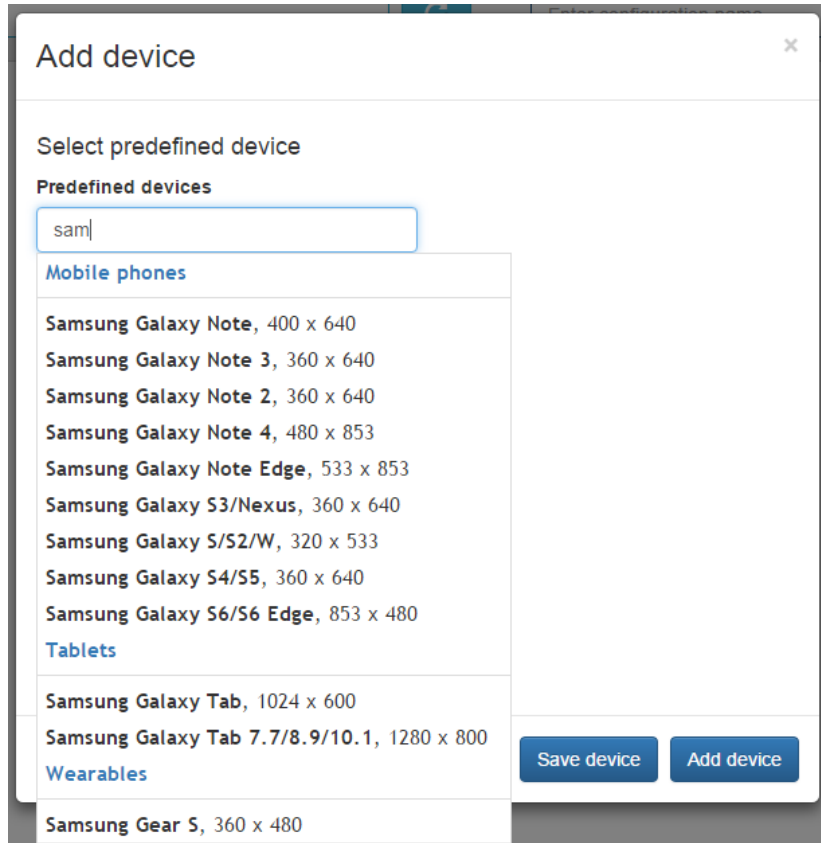 Enter configuration name
Add device
×
Select predefined device
Predefined devices
sam
Mobile phones
Samsung Galaxy Note, 400 x 640
Samsung Galaxy Note 3, 360 x 640
Samsung Galaxy Note 2, 360 x 640
Samsung Galaxy Note 4, 480 x 853
Samsung Galaxy Note Edge, 533 x 853
Samsung Galaxy S3/Nexus, 360 x 640
Samsung Galaxy S/S2/W, 320 x 533
Samsung Galaxy S4/S5, 360 x 640
Samsung Galaxy S6/S6 Edge, 853 x 480
Tablets
Samsung Galaxy Tab, 1024 x 600
Samsung Galaxy Tab 7.7/8.9/10.1, 1280 x 800
Save device Add device
Wearables
Samsung Gear S, 360 x 480